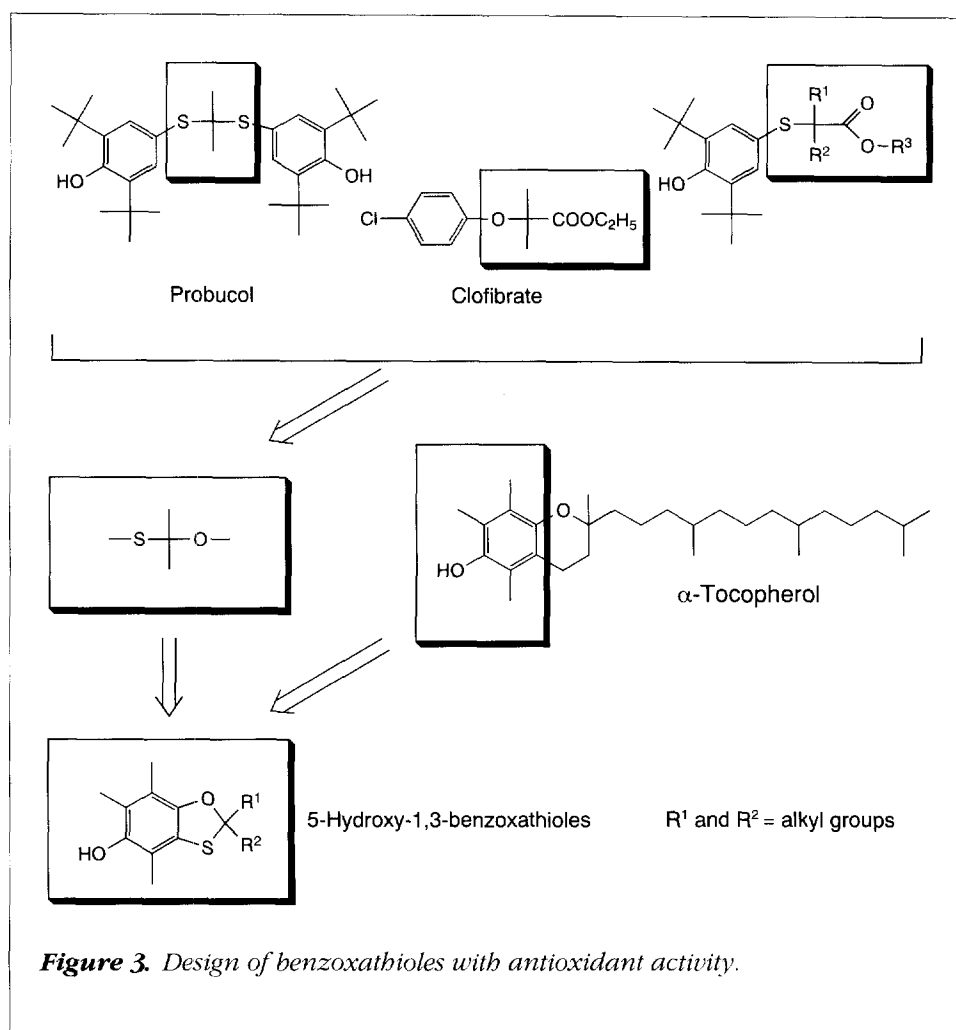 S
S
HO
OH
Probucol
Cl
O
COOC₂H₅
Clofibrate
S
R¹
R²
O
O–R³
HO
S
O
O
HO
α-Tocopherol
O
R¹
R²
S
HO
5-Hydroxy-1,3-benzoxathioles
R¹ and R² = alkyl groups
Figure 3. Design of benzoxathioles with antioxidant activity.